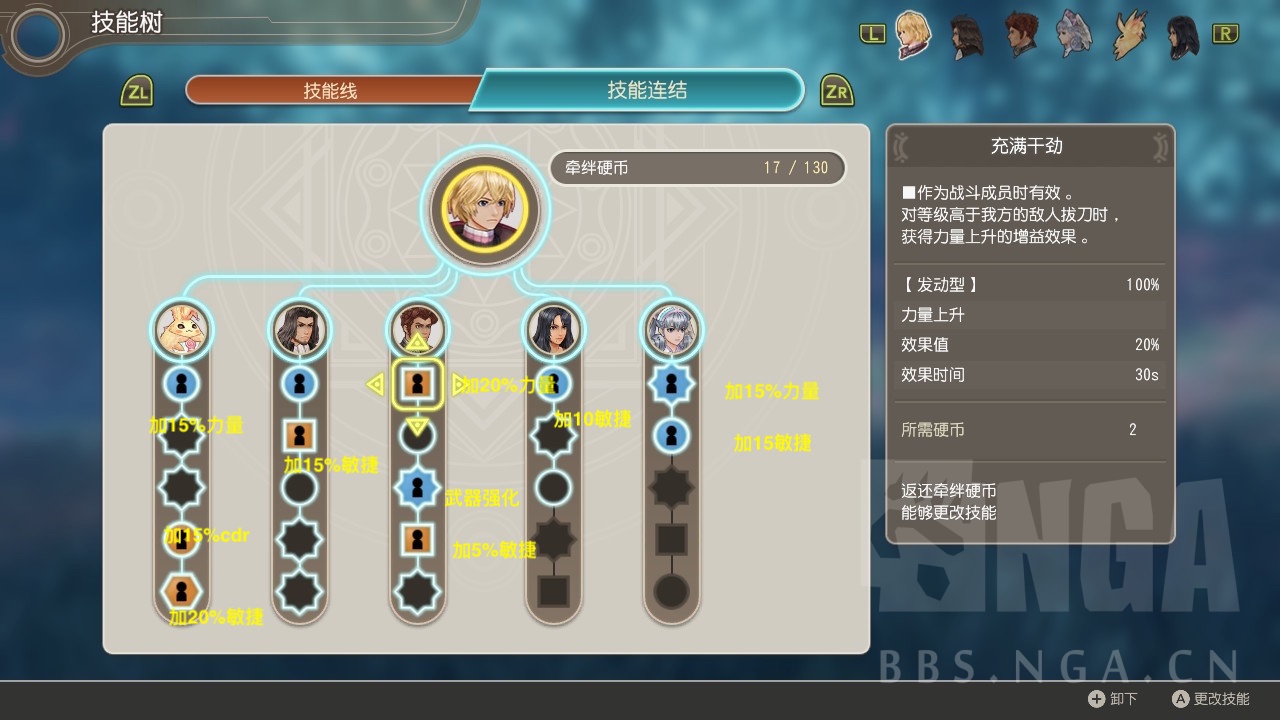 技能树
L
R
ZL
技能线
技能连结
ZR
牵绊硬币
17 / 130
加20%力量
加15%力量
加10敏捷
加15%力量
加15敏捷
加15%敏捷
武器强化
加15%cdr
加5%敏捷
加20%敏捷
充满干劲
■作为战斗成员时有效。
对等级高于我方的敌人拔刀时，
获得力量上升的增益效果。
【发动型】 100%
力量上升
效果值 20%
效果时间 30s
所需硬币 2
返还牵绊硬币
能够更改技能
NGA
BBS.NGA.CN
+ 卸下
A 更改技能